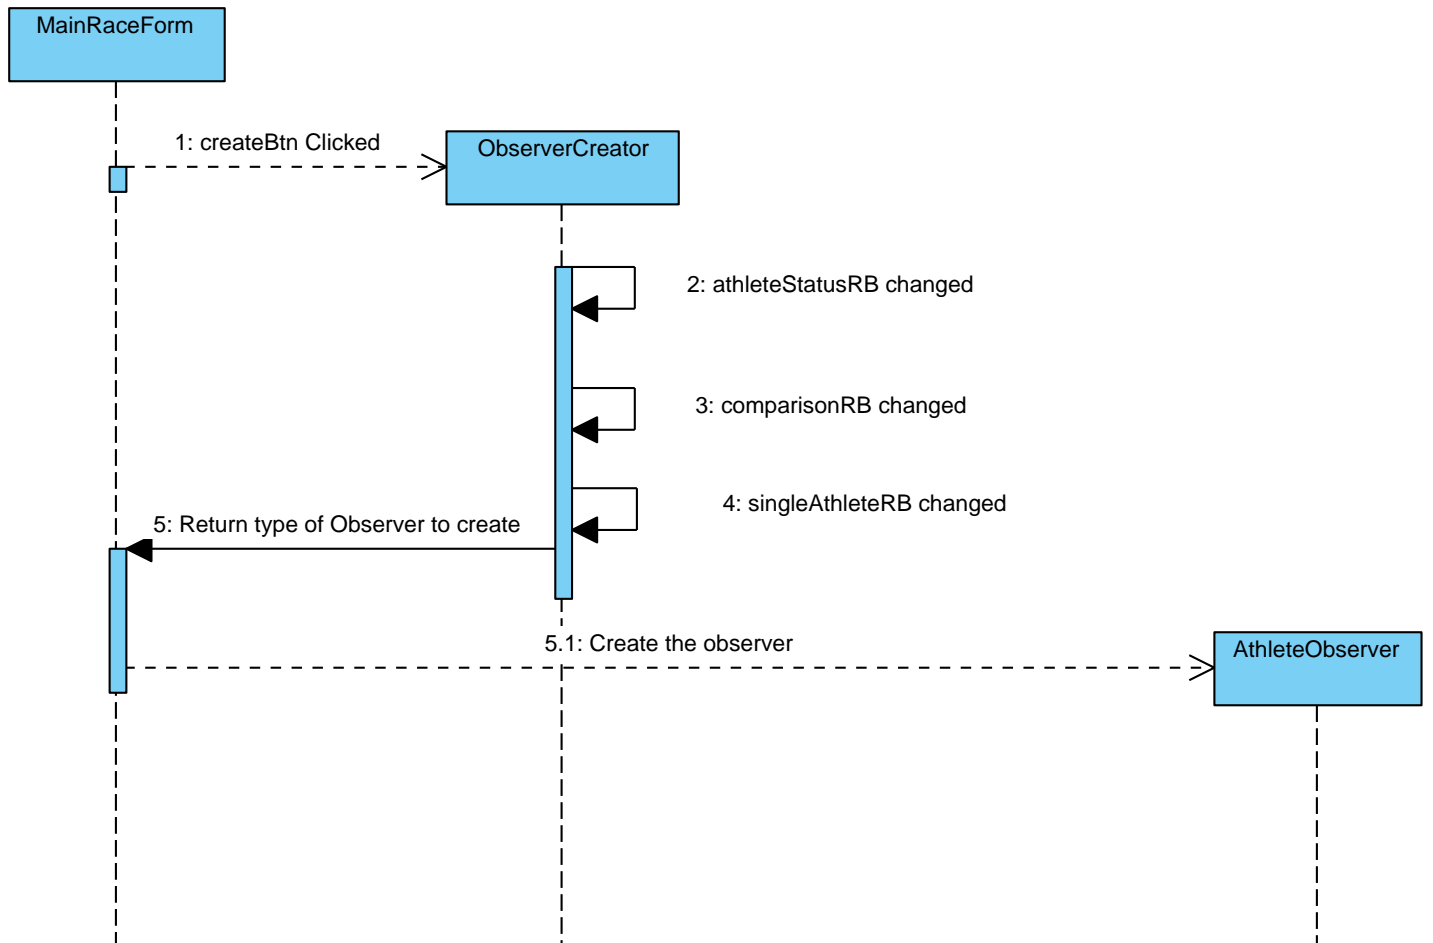 MainRaceForm
1: createBtn Clicked
ObserverCreator
2: athleteStatusRB changed
3: comparisonRB changed
4: singleAthleteRB changed
5: Return type of Observer to create
5.1: Create the observer
AthleteObserver